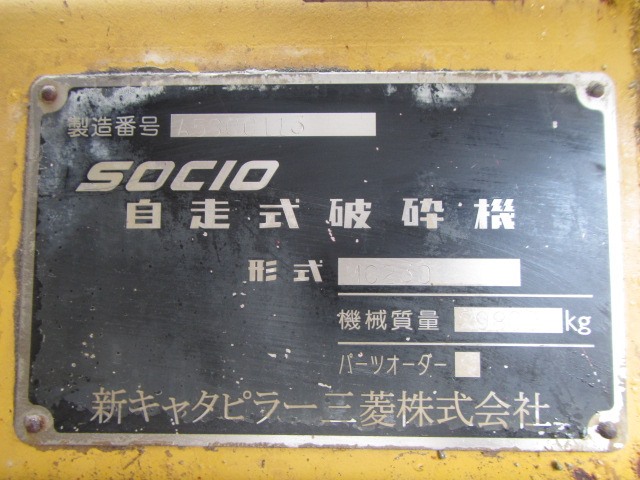 製造番号
SOCIO
自走式破砕機
形式
機械質量 kg
パーツオーダー
新キャタピラー三菱株式会社